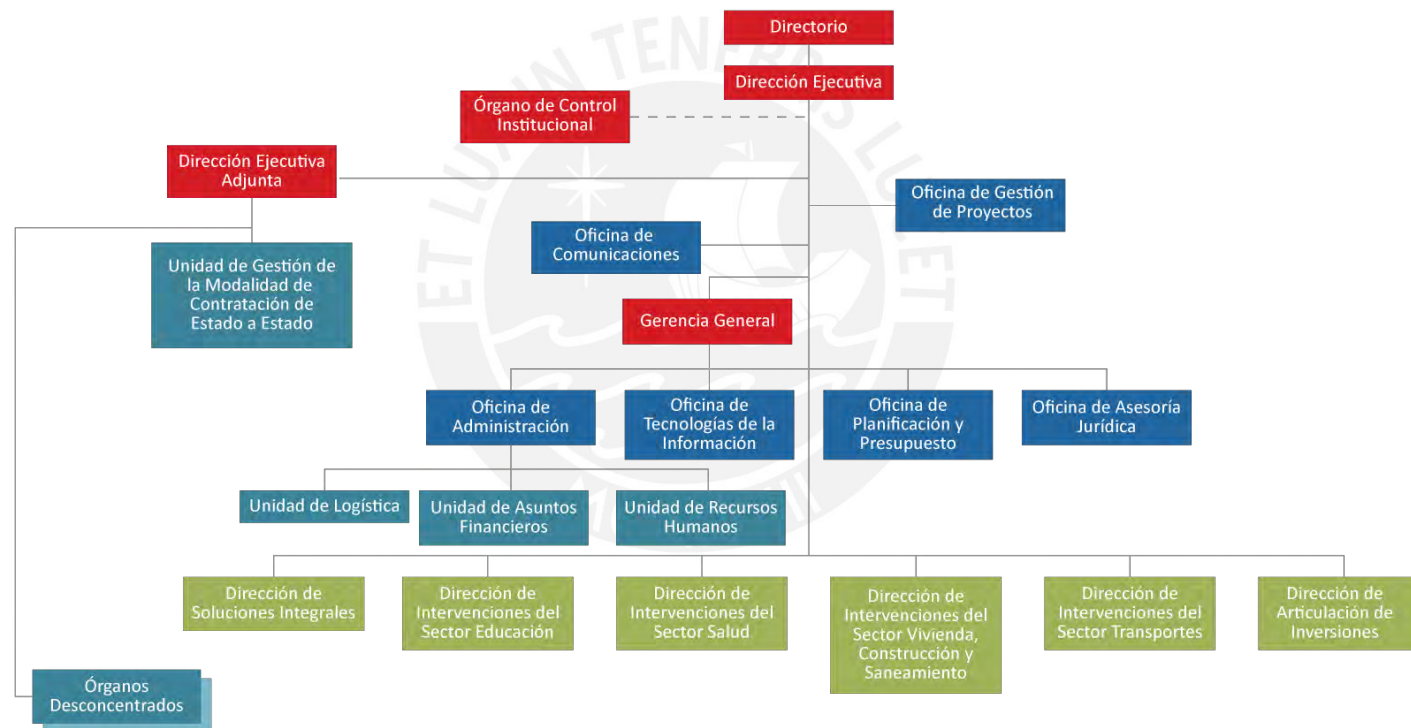 Directorio
Dirección Ejecutiva
Órgano de Control
Institucional
Dirección Ejecutiva
Adjunta
Oficina de Gestión
de Proyectos
Oficina de
Comunicaciones
Unidad de Gestión de
la Modalidad de
Contratación de
Estado a Estado
Gerencia General
Oficina de
Administración
Oficina de
Tecnologías de la
Información
Oficina de
Planificación y
Presupuesto
Oficina de Asesoría
Jurídica
Unidad de Logística
Unidad de Asuntos
Financieros
Unidad de Recursos
Humanos
Dirección de
Soluciones Integrales
Dirección de
Intervenciones del
Sector Educación
Dirección de
Intervenciones del
Sector Salud
Dirección de
Intervenciones del
Sector Vivienda,
Construcción y
Saneamiento
Dirección de
Intervenciones del
Sector Transportes
Dirección de
Articulación de
Inversiones
Órganos
Desconcentrados
ET LUX IN TENEBRIS LUCET